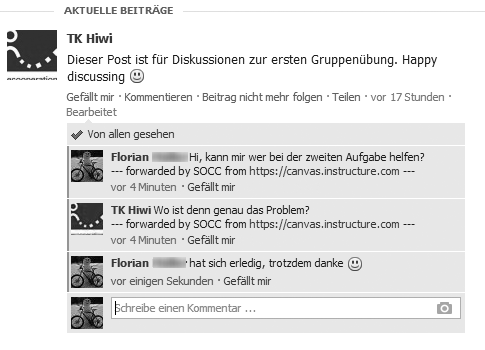 AKTUELLE BEITRÄGE
TK Hiwi
Dieser Post ist für Diskussionen zur ersten Gruppenübung. Happy
discussing
Gefällt mir · Kommentieren · Beitrag nicht mehr folgen · Teilen · vor 17 Stunden ·
Bearbeitet
Von allen gesehen
Florian Hi, kann mir wer bei der zweiten Aufgabe helfen?
--- forwarded by SOCC from https://canvas.instructure.com ---
vor 4 Minuten · Gefällt mir
TK Hiwi Wo ist denn genau das Problem?
--- forwarded by SOCC from https://canvas.instructure.com ---
vor 4 Minuten · Gefällt mir
Florian hat sich erledig, trotzdem danke
vor einigen Sekunden · Gefällt mir
Schreibe einen Kommentar ...